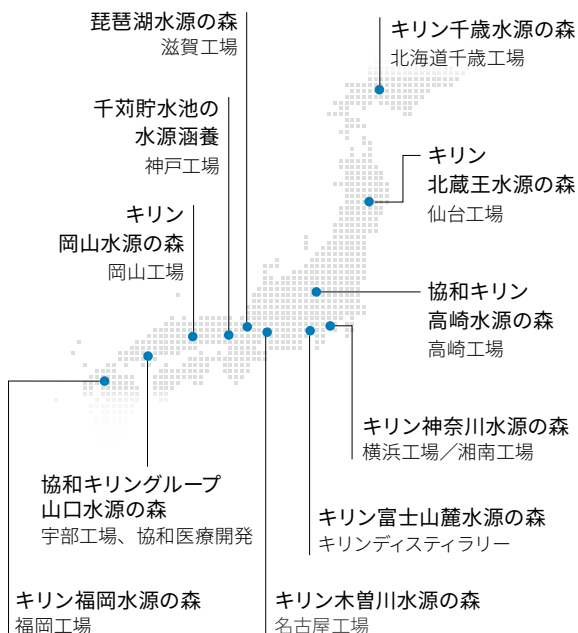 琵琶湖水源の森
滋賀工場
キリン千歳水源の森
北海道千歳工場
千苅貯水池の
水源涵養
神戸工場
キリン
北蔵王水源の森
仙台工場
キリン
岡山水源の森
岡山工場
協和キリン
高崎水源の森
高崎工場
キリン神奈川水源の森
横浜工場／湘南工場
協和キリングループ
山口水源の森
宇部工場、協和医療開発
キリン富士山麓水源の森
キリンディスティラリー
キリン福岡水源の森
福岡工場
キリン木曽川水源の森
名古屋工場